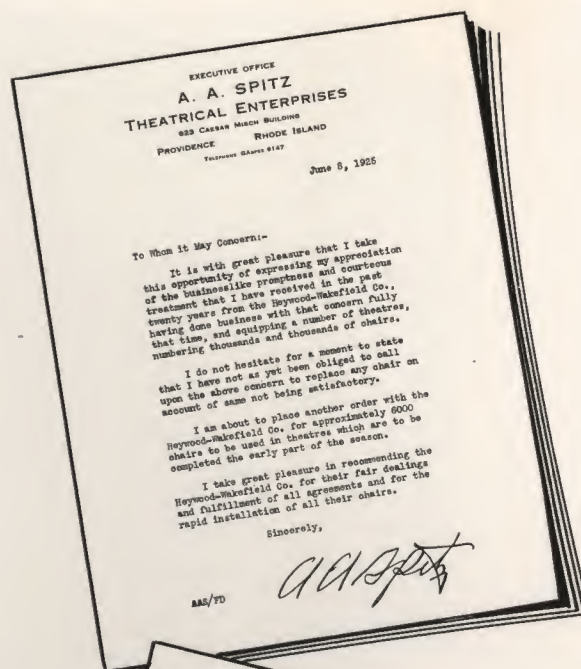 EXECUTIVE OFFICE
A. A. SPITZ
THEATRICAL ENTERPRISES
623 CAESAR MISCH BUILDING
PROVIDENCE RHODE ISLAND
TELEPHONE GASPEE 6147
June 8, 1925
To Whom it May Concern:-
It is with great pleasure that I take
this opportunity of expressing my appreciation
of the businesslike promptness and courteous
treatment that I have received in the past
twenty years from the Heywood-Wakefield Co.,
having done business with that concern fully
that time, and equipping a number of theatres,
numbering thousands and thousands of chairs.
I do not hesitate for a moment to state
that I have not as yet been obliged to call
upon the above concern to replace any chair on
account of same not being satisfactory.
I am about to place another order with the
Heywood-Wakefield Co. for approximately 6000
chairs to be used in theatres which are to be
completed the early part of the season.
I take great pleasure in recommending the
Heywood-Wakefield Co. for their fair dealings
and fulfillment of all agreements and for the
rapid installation of all their chairs.
Sincerely,
A A Spitz
AAS/FD